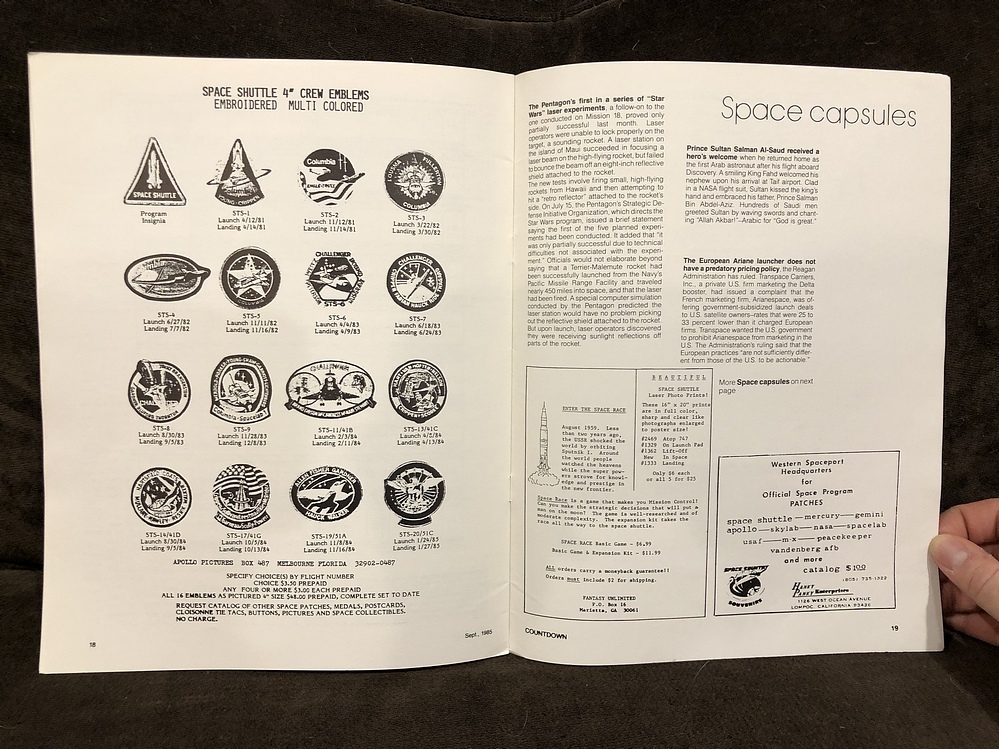 SPACE SHUTTLE 4" CREW EMBLEMS
EMBROIDERED MULTI COLORED
SPACE SHUTTLE
Program
Insignia
YOUNG CRIPPEN
STS-1
Launch 4/12/81
Landing 4/14/81
Columbia
ENGLE TRULY
STS-2
Launch 11/12/81
Landing 11/14/81
LOUSMA FULLERTON
COLUMBIA
STS-3
Launch 3/22/82
Landing 3/30/82
STS-4
Launch 6/27/82
Landing 7/7/82
STS-5
Launch 11/11/82
Landing 11/16/82
CHALLENGER
STS-6
STS-6
Launch 4/4/83
Landing 4/9/83
CHALLENGER
STS-7
Launch 6/18/83
Landing 6/24/83
STS-8
Launch 8/30/83
Landing 9/5/83
Columbia-Spacelab
STS-9
Launch 11/28/83
Landing 12/8/83
CHALLENGER
STS-11/41B
Launch 2/3/84
Landing 2/11/84
STS-13/41C
Launch 4/5/84
Landing 4/13/84
STS-14/41D
Launch 8/30/84
Landing 9/5/84
STS-17/41G
Launch 10/5/84
Landing 10/13/84
FISHER GARDNER
STS-19/51A
Launch 11/8/84
Landing 11/16/84
STS-20/51C
Launch 1/24/85
Landing 1/27/85
APOLLO PICTURES BOX 487 MELBOURNE FLORIDA 32902-0487
SPECIFY CHOICE(S) BY FLIGHT NUMBER
CHOICE $3.50 PREPAID
ANY FOUR OR MORE $3.00 EACH PREPAID
ALL 16 EMBLEMS AS PICTURED 4" SIZE $48.00 PREPAID, COMPLETE SET TO DATE
REQUEST CATALOG OF OTHER SPACE PATCHES, MEDALS, POSTCARDS,
CLOISONNE TIE TACS, BUTTONS, PICTURES AND SPACE COLLECTIBLES.
NO CHARGE.
18
Sept., 1985
The Pentagon's first in a series of "Star
Wars" laser experiments, a follow-on to the
one conducted on Mission 18, proved only
partially successful last month. Laser
operators were unable to lock properly on the
target, a sounding rocket. A laser station on
the island of Maui succeeded in focusing a
laser beam on the high-flying rocket, but failed
to bounce the beam off an eight-inch reflective
shield attached to the rocket.
The new tests involve firing small, high-flying
rockets from Hawaii and then attempting to
hit a "retro reflector" attached to the rocket's
side. On July 15, the Pentagon's Strategic De-
fense Initiative Organization, which directs the
Star Wars program, issued a brief statement
saying the first of the five planned experi-
ments had been conducted. It added that "it
was only partially successful due to technical
difficulties not associated with the experi-
ment." Officials would not elaborate beyond
saying that a Terrier-Malemute rocket had
been successfully launched from the Navy's
Pacific Missile Range Facility and traveled
nearly 450 miles into space, and that the laser
had been fired. A special computer simulation
conducted by the Pentagon predicted the
laser station would have no problem picking
out the reflective shield attached to the rocket.
But upon launch, laser operators discovered
they were receiving sunlight reflections off
parts of the rocket.
Space capsules
Prince Sultan Salman Al-Saud received a
hero's welcome when he returned home as
the first Arab astronaut after his flight aboard
Discovery. A smiling King Fahd welcomed his
nephew upon his arrival at Taif airport. Clad
in a NASA flight suit, Sultan kissed the king's
hand and embraced his father, Prince Salman
Bin Abdel-Aziz. Hundreds of Saudi men
greeted Sultan by waving swords and chant-
ing "Allah Akbar!"–Arabic for "God is great."
The European Ariane launcher does not
have a predatory pricing policy, the Reagan
Administration has ruled. Transpace Carriers,
Inc., a private U.S. firm marketing the Delta
booster, had issued a complaint that the
French marketing firm, Arianespace, was of-
fering government-subsidized launch deals
to U.S. satellite owners–rates that were 25 to
33 percent lower than it charged European
firms. Transpace wanted the U.S. government
to prohibit Arianespace from marketing in the
U.S. The Administration's ruling said that the
European practices "are not sufficiently differ-
ent from those of the U.S. to be actionable."
More Space capsules on next
page
ENTER THE SPACE RACE
August 1959. Less
than two years ago,
the USSR shocked the
world by orbiting
Sputnik I. Around
the world people
watched the heavens
while the super pow-
ers strove for knowl-
edge and prestige in
the new frontier.
BEAUTIFUL
SPACE SHUTTLE
Laser Photo Prints!
These 16" x 20" prints
are in full color,
sharp and clear like
photographs enlarged
to poster size!
#2469 Atop 747
#1329 On Launch Pad
#1362 Lift-Off
New In Space
#1333 Landing
Only $6 each
or all 5 for $25
Space Race is a game that makes you Mission Control!
Can you make the strategic decisions that will put a
man on the moon? The game is well-researched and of
moderate complexity. The expansion kit takes the
race all the way to the space shuttle.
SPACE RACE Basic Game - $6.99
Basic Game & Expansion Kit - $11.99
ALL orders carry a moneyback guarantee!!
Orders must include $2 for shipping.
FANTASY UNLIMITED
P.O. Box 16
Marietta, GA 30061
Western Spaceport
Headquarters
for
Official Space Program
PATCHES
space shuttle—mercury—gemini
apollo—skylab—nasa—spacelab
usaf—m-x—peacekeeper
vandenberg afb
and more
catalog $1.00
SPACE COUNTRY
SOUVENIRS
(805) 735-1322
Hanky Panky Enterprises
1126 WEST OCEAN AVENUE
LOMPOC, CALIFORNIA 93436
COUNTDOWN
19